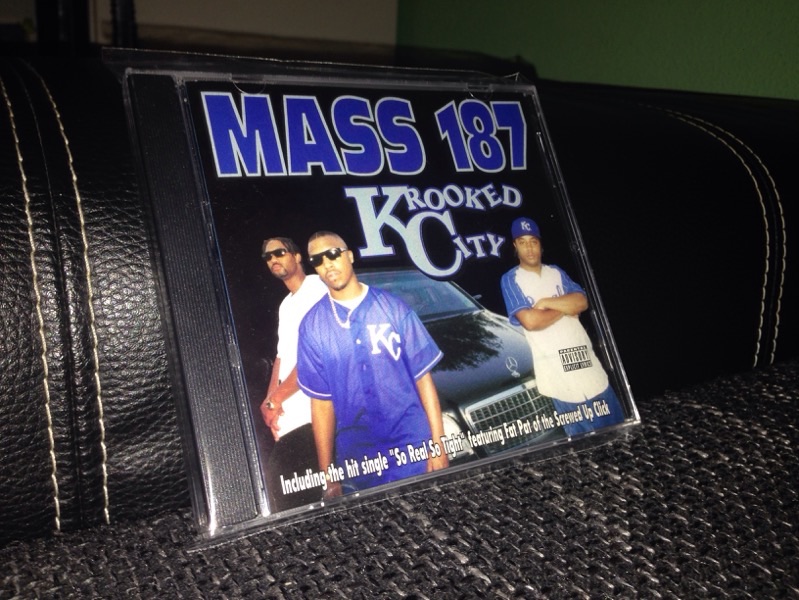 MASS 187
KROOKED
CITY
KC
KC
PARENTAL
ADVISORY
EXPLICIT LYRICS
Including the hit single "So Real So Tight" featuring Fat Pat of the Screwed Up Click